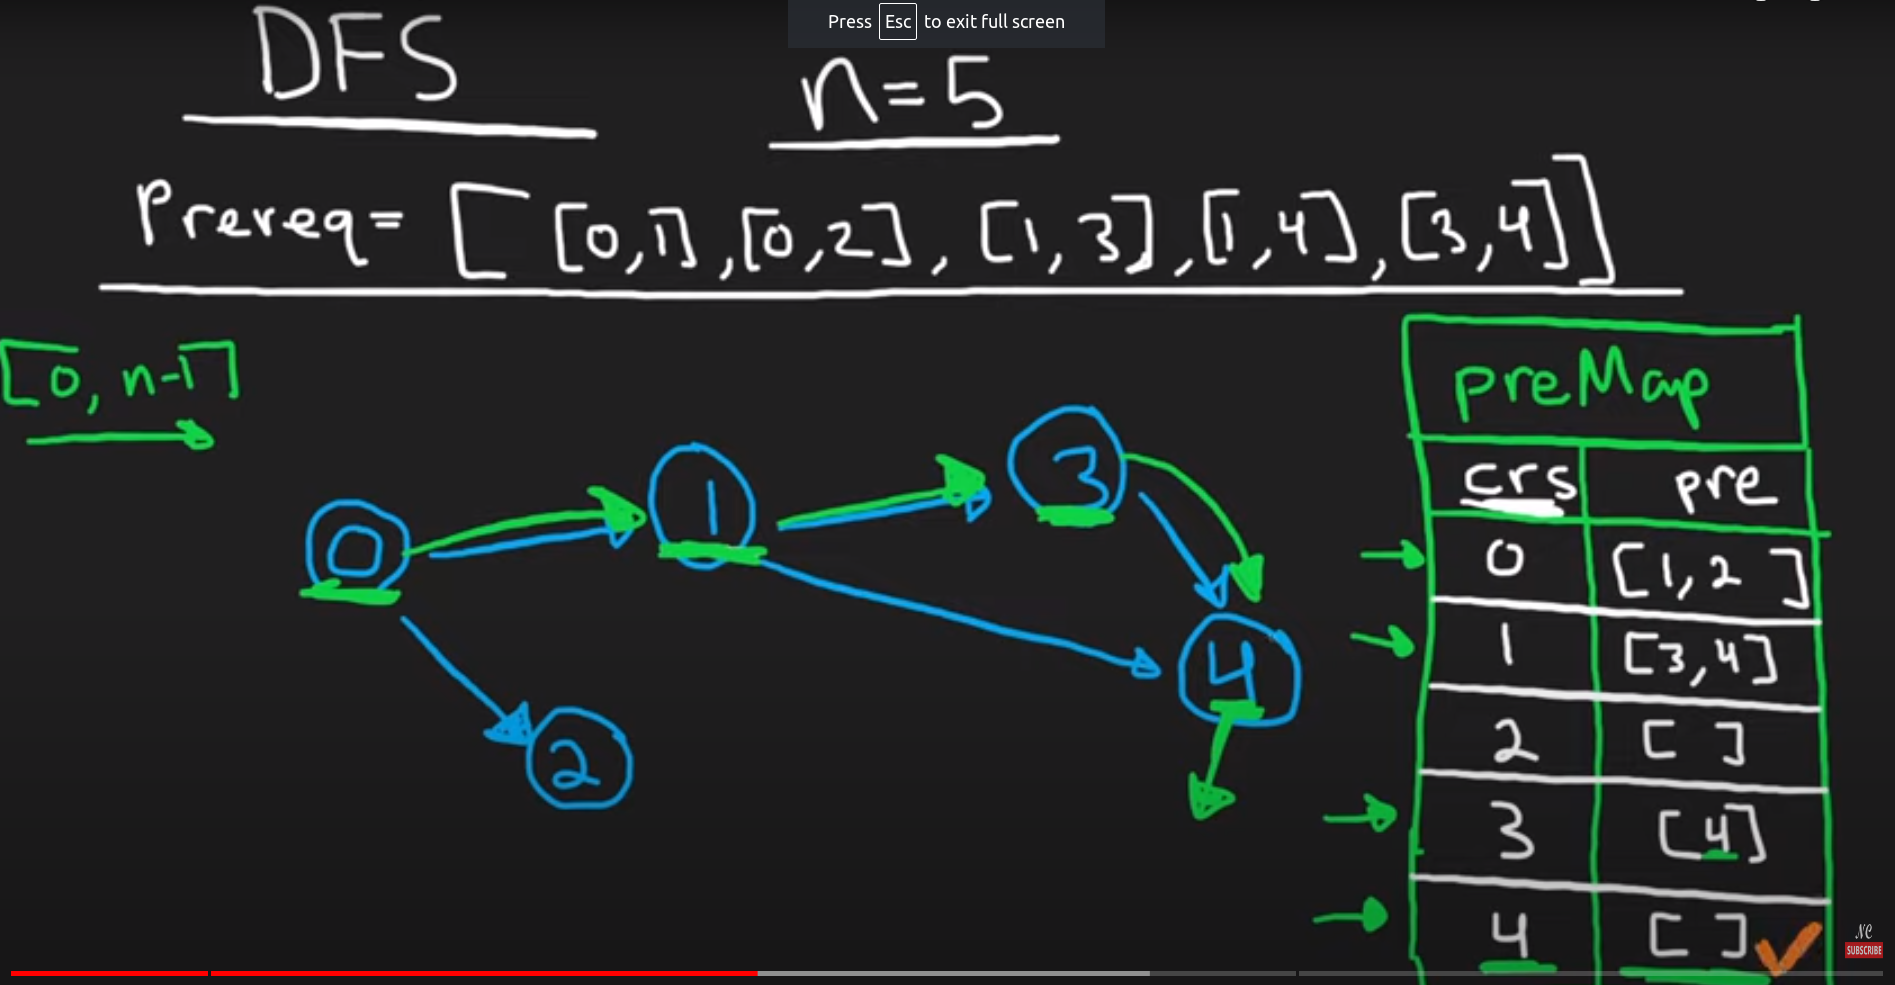 Press Esc to exit full screen
DFS
n=5
Prereq= [ [0,1] ,[0,2] , [1,3] ,[1,4] ,[3,4] ]
[0, n-1]
preMap
crs pre
0 [1,2 ]
1 [3,4]
2 [ ]
3 [4]
4 [ ]
0
1
3
4
2
NC
SUBSCRIBE